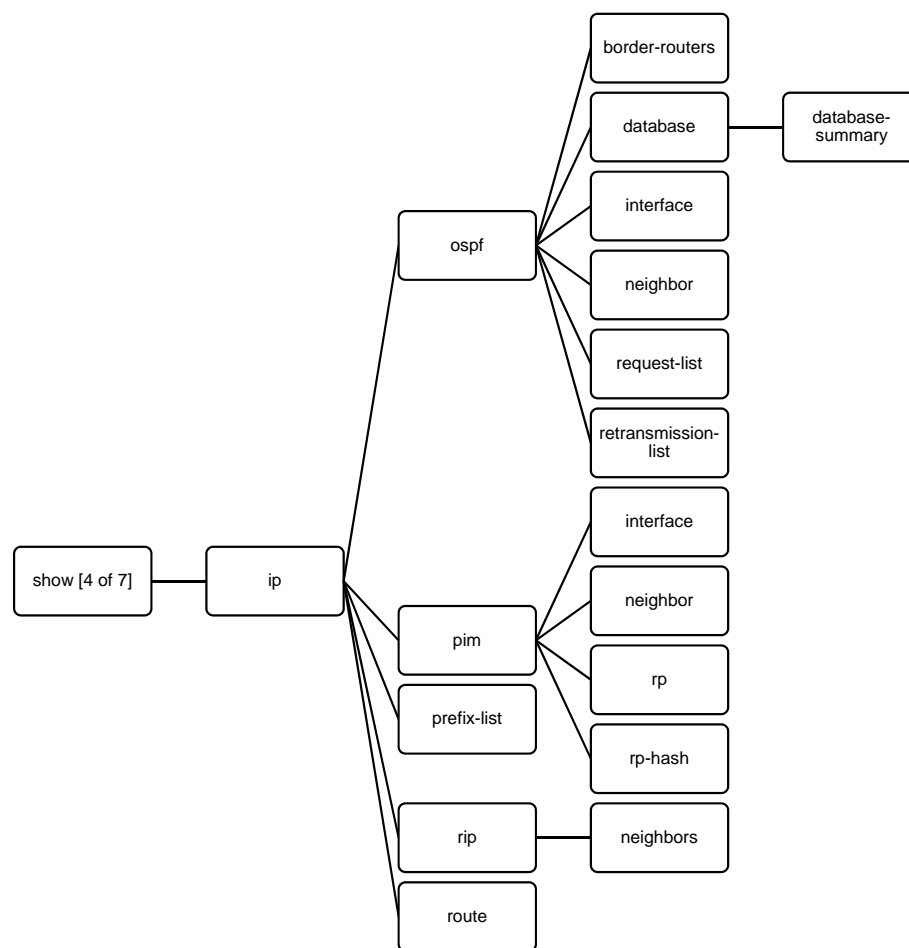 border-routers
database
database-
summary
interface
ospf
neighbor
request-list
retransmission-
list
interface
show [4 of 7]
ip
neighbor
pim
rp
prefix-list
rp-hash
rip
neighbors
route